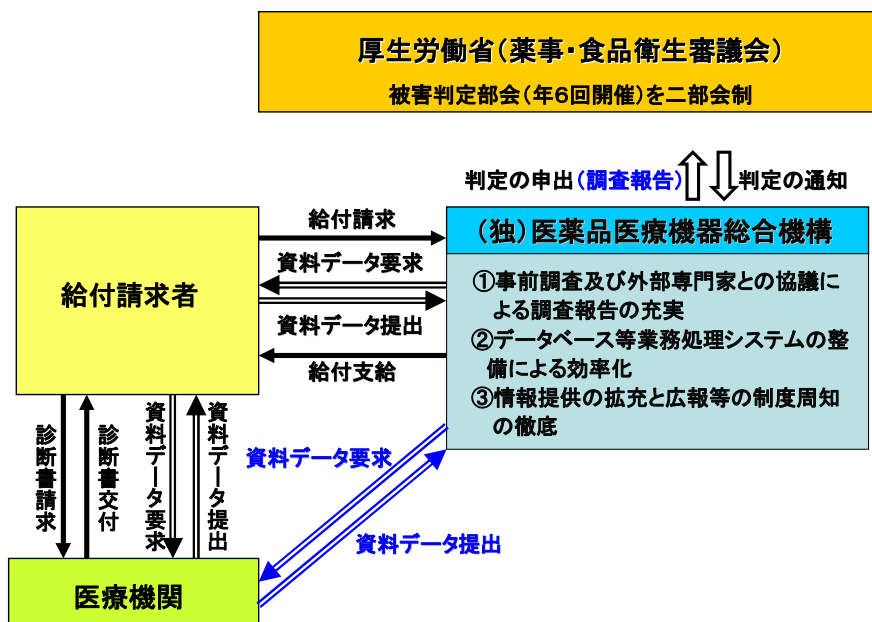 厚生労働省(薬事・食品衛生審議会)
被害判定部会(年6回開催)を二部会制
判定の申出(調査報告)
判定の通知
給付請求
(独)医薬品医療機器総合機構
資料データ要求
給付請求者
①事前調査及び外部専門家との協議に
よる調査報告の充実
資料データ提出
②データベース等業務処理システムの整
備による効率化
給付支給
③情報提供の拡充と広報等の制度周知
の徹底
診断書請求
診断書交付
資料データ要求
資料データ提出
資料データ要求
資料データ提出
医療機関